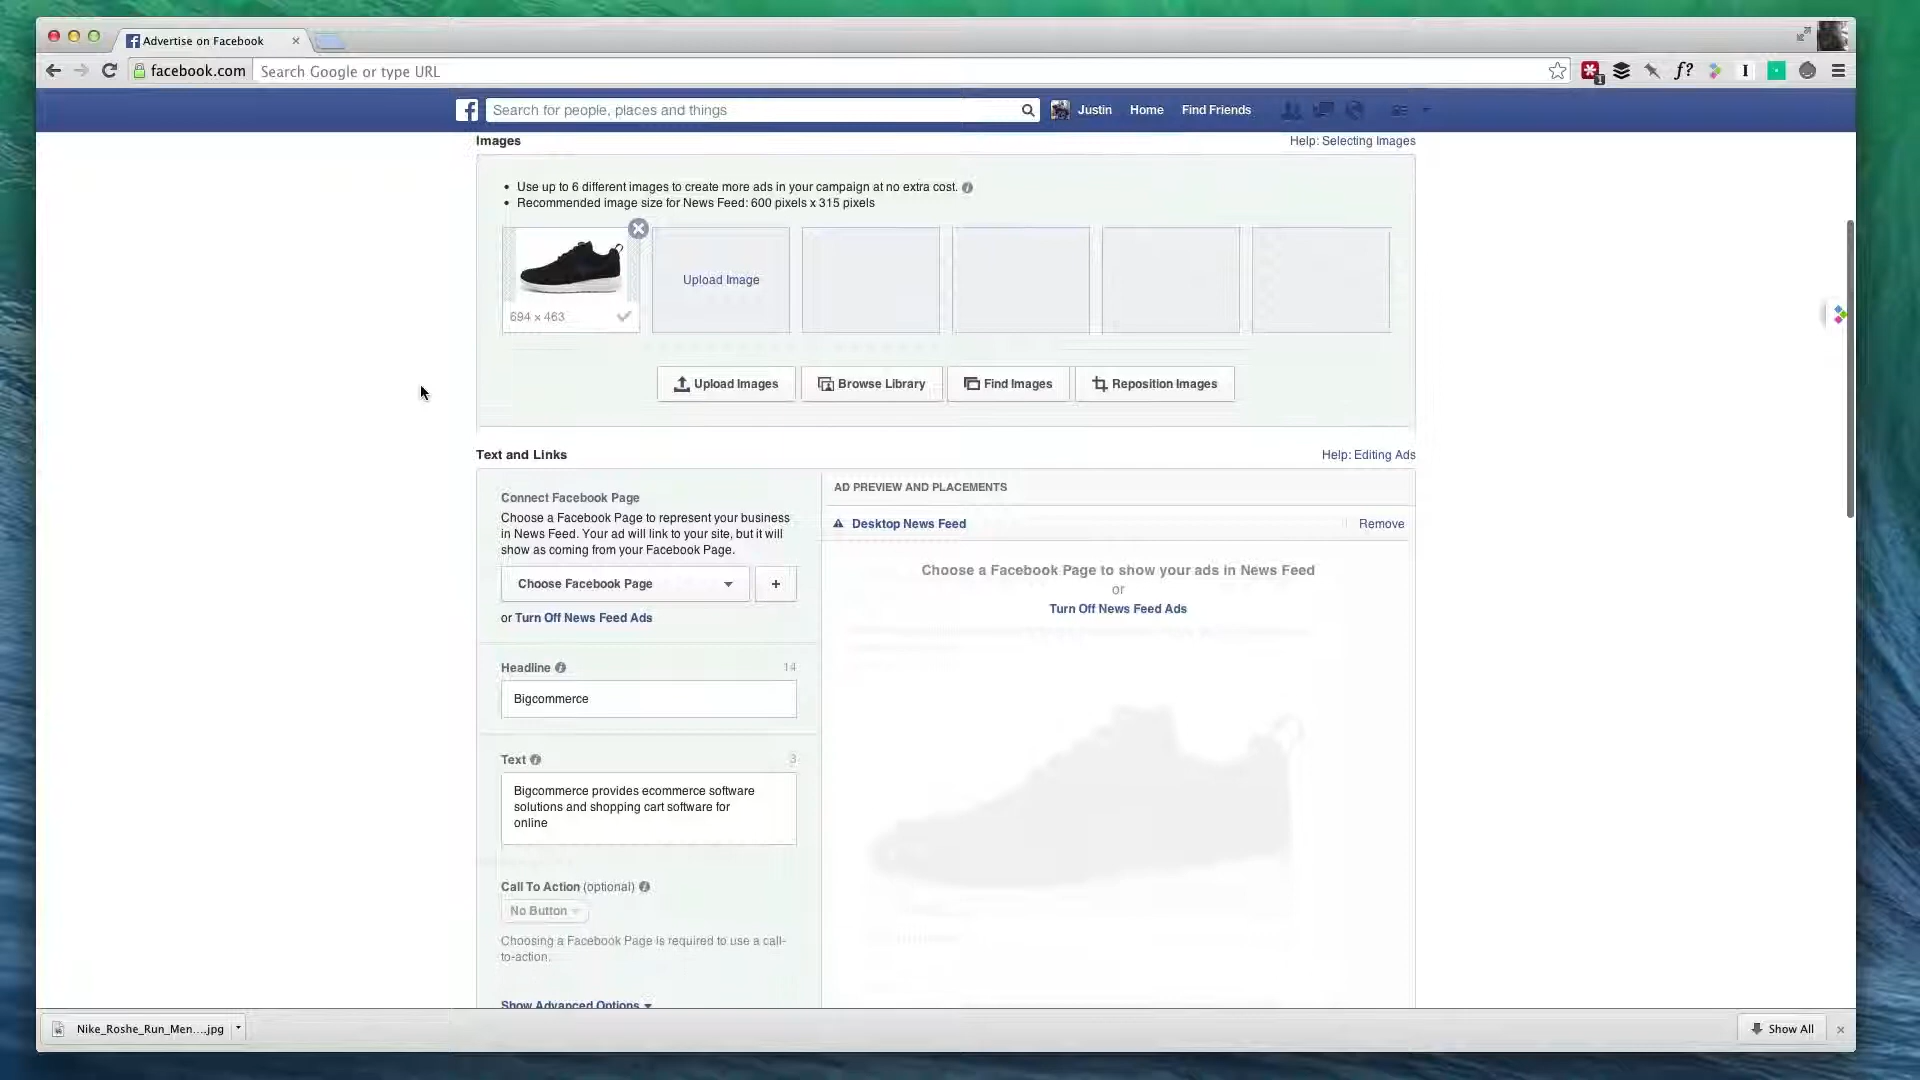 Advertise on Facebook
facebook.com
Search Google or type URL
f?
I
Search for people, places and things
Justin
Home
Find Friends
Images
Help: Selecting Images
Use up to 6 different images to create more ads in your campaign at no extra cost.
Recommended image size for News Feed: 600 pixels x 315 pixels
694 × 463
Upload Image
Upload Images
Browse Library
Find Images
Reposition Images
Text and Links
Help: Editing Ads
Connect Facebook Page
Choose a Facebook Page to represent your business
in News Feed. Your ad will link to your site, but it will
show as coming from your Facebook Page.
Choose Facebook Page
+
or Turn Off News Feed Ads
AD PREVIEW AND PLACEMENTS
Desktop News Feed
Remove
Choose a Facebook Page to show your ads in News Feed
or
Turn Off News Feed Ads
Headline
14
Bigcommerce
Text
3
Bigcommerce provides ecommerce software
solutions and shopping cart software for
online
Call To Action (optional)
No Button
Choosing a Facebook Page is required to use a call-
to-action.
Show Advanced Options
Nike_Roshe_Run_Men....jpg
Show All